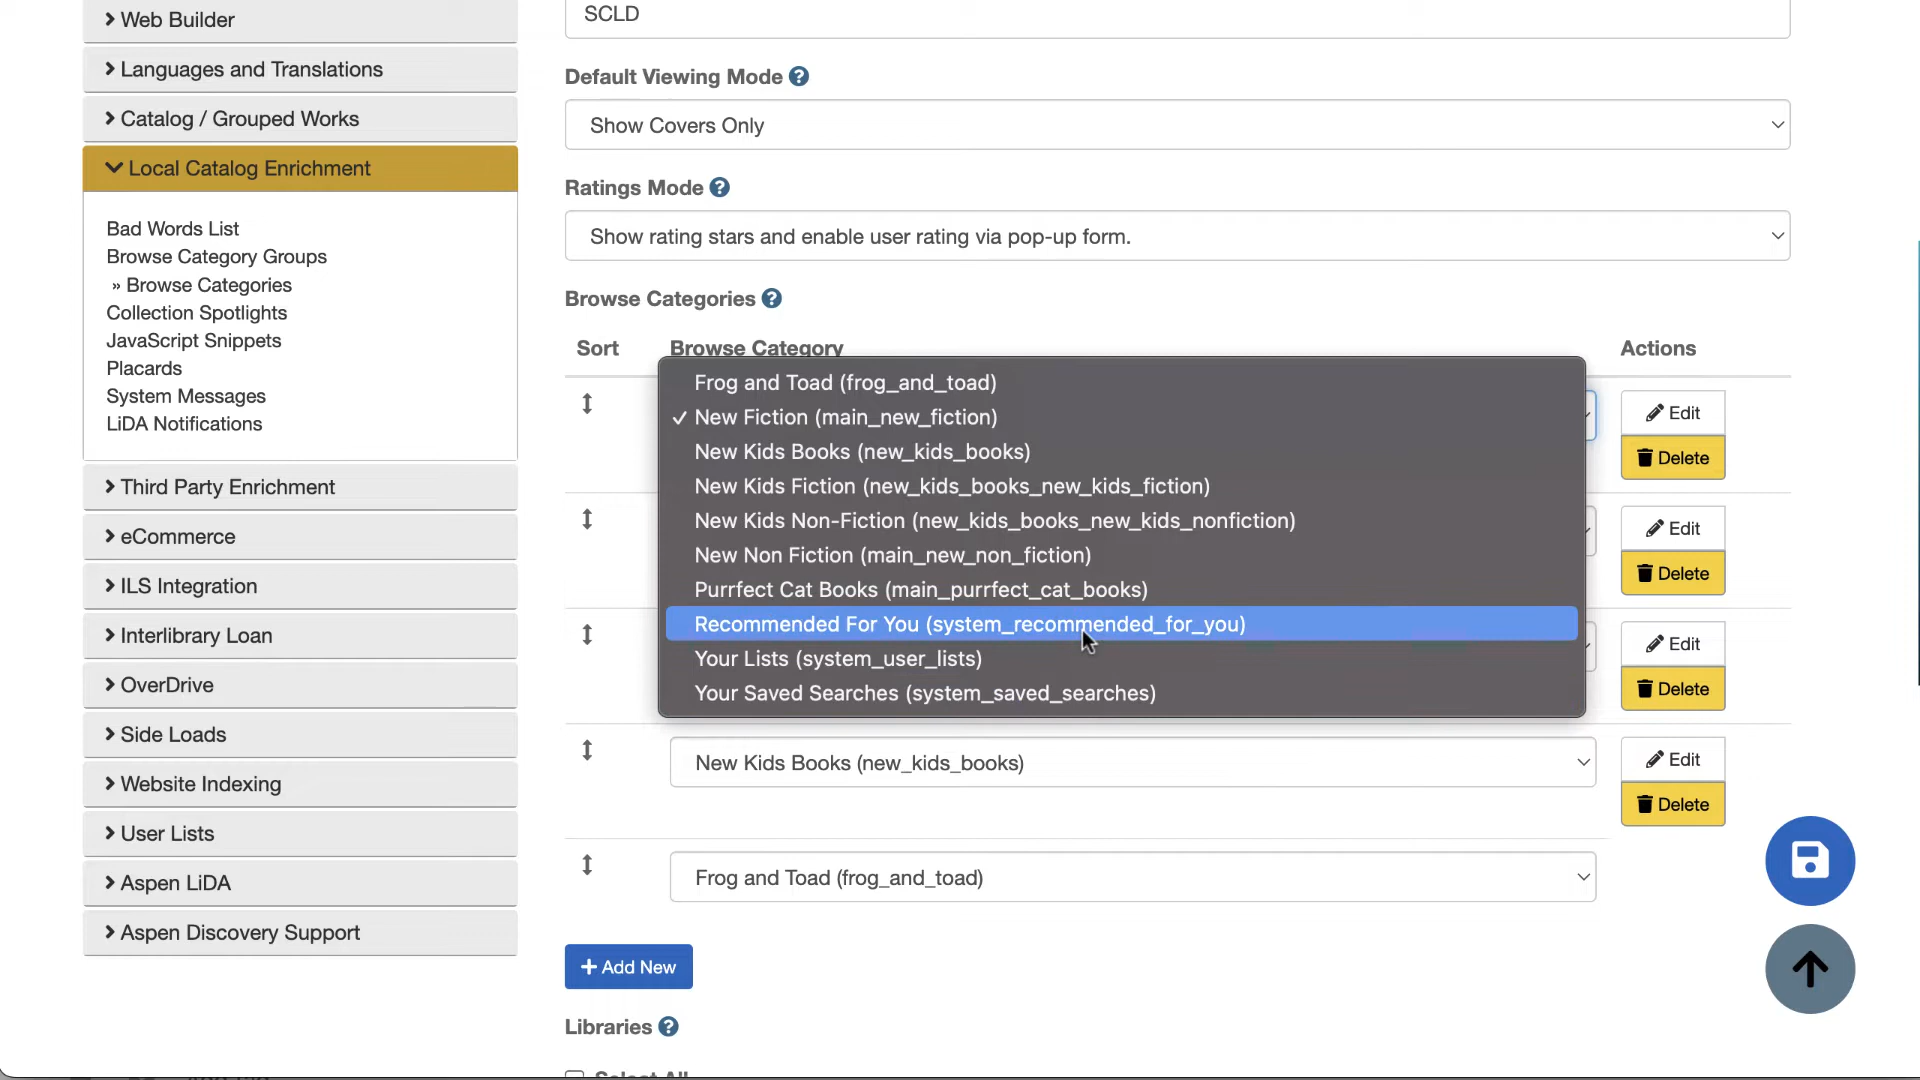 Web Builder
Languages and Translations
Catalog / Grouped Works
Local Catalog Enrichment
Bad Words List
Browse Category Groups
» Browse Categories
Collection Spotlights
JavaScript Snippets
Placards
System Messages
LiDA Notifications
Third Party Enrichment
eCommerce
ILS Integration
Interlibrary Loan
OverDrive
Side Loads
Website Indexing
User Lists
Aspen LiDA
Aspen Discovery Support
SCLD
Default Viewing Mode
Show Covers Only
Ratings Mode
Show rating stars and enable user rating via pop-up form.
Browse Categories
Sort Browse Category Actions
Frog and Toad (frog_and_toad)
✓ New Fiction (main_new_fiction)
New Kids Books (new_kids_books)
New Kids Fiction (new_kids_books_new_kids_fiction)
New Kids Non-Fiction (new_kids_books_new_kids_nonfiction)
New Non Fiction (main_new_non_fiction)
Purrfect Cat Books (main_purrfect_cat_books)
Recommended For You (system_recommended_for_you)
Your Lists (system_user_lists)
Your Saved Searches (system_saved_searches)
Edit
Delete
Edit
Delete
Edit
Delete
New Kids Books (new_kids_books)
Edit
Delete
Frog and Toad (frog_and_toad)
+ Add New
Libraries
Select All